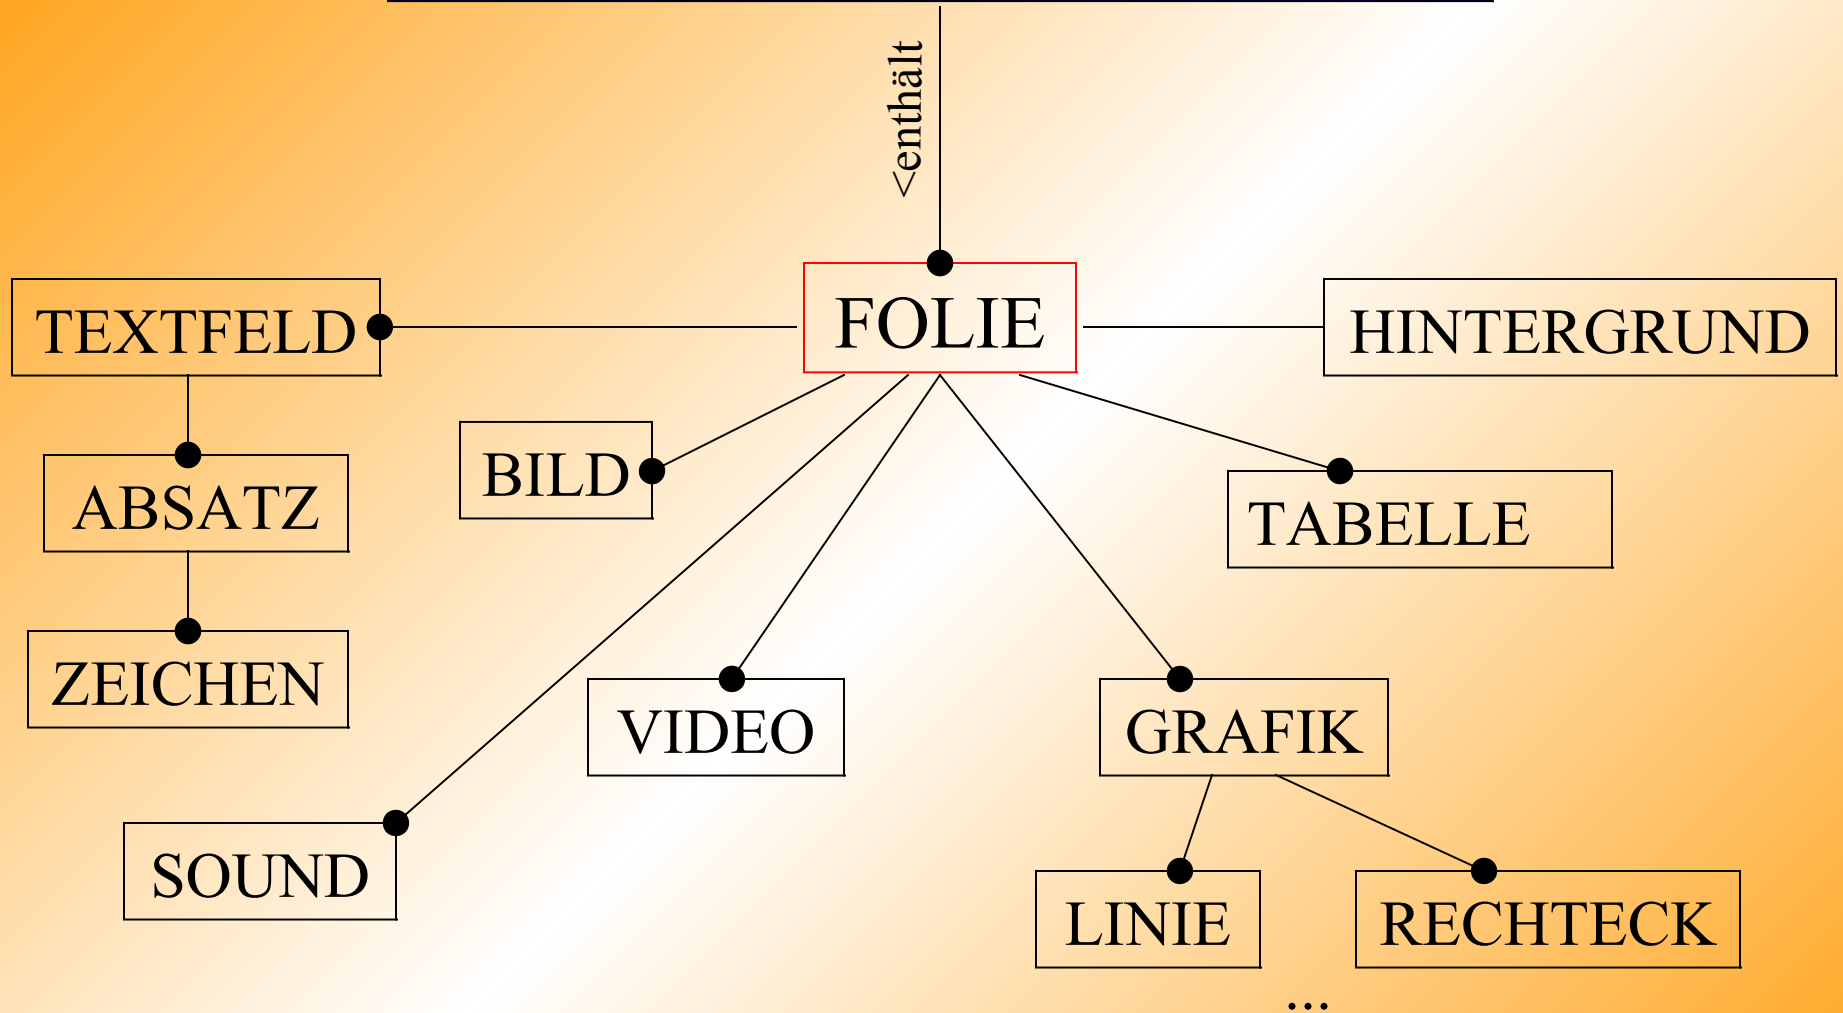 <enthält
FOLIE
TEXTFELD
HINTERGRUND
BILD
ABSATZ
TABELLE
ZEICHEN
VIDEO
GRAFIK
SOUND
LINIE
RECHTECK
...